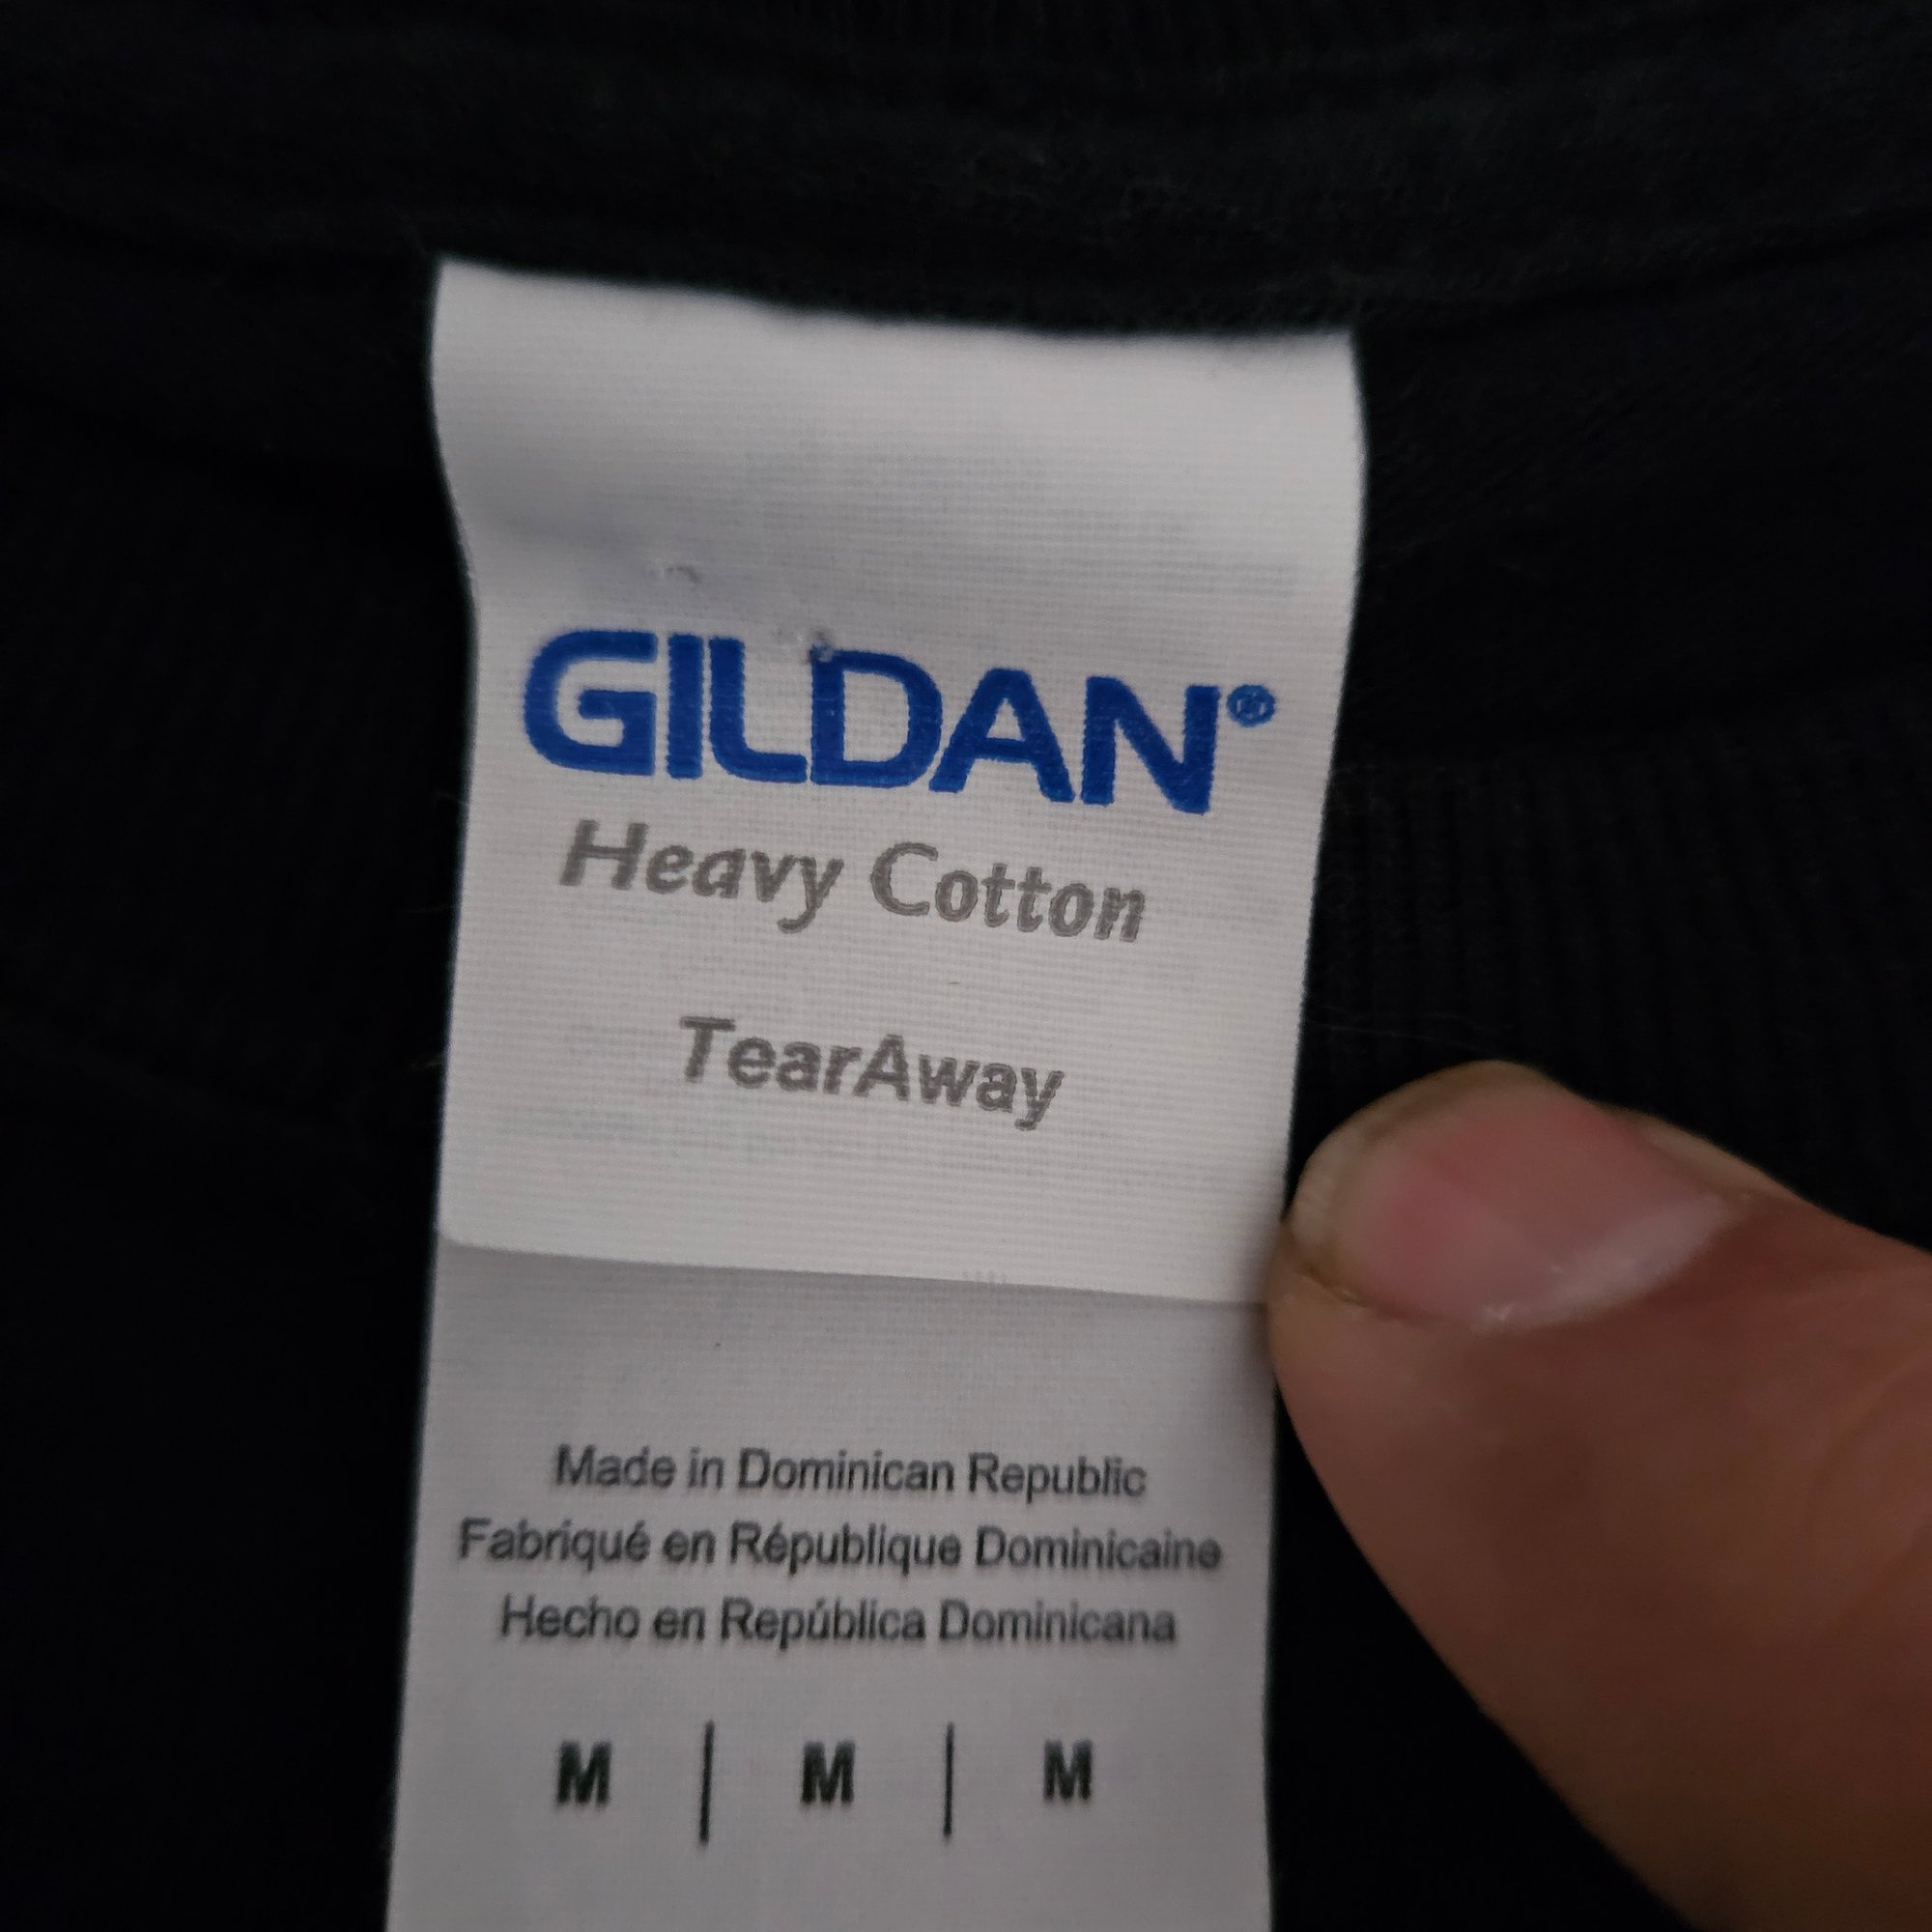 GILDAN®
Heavy Cotton
TearAway
Made in Dominican Republic
Fabriqué en République Dominicaine
Hecho en República Dominicana
M | M | M